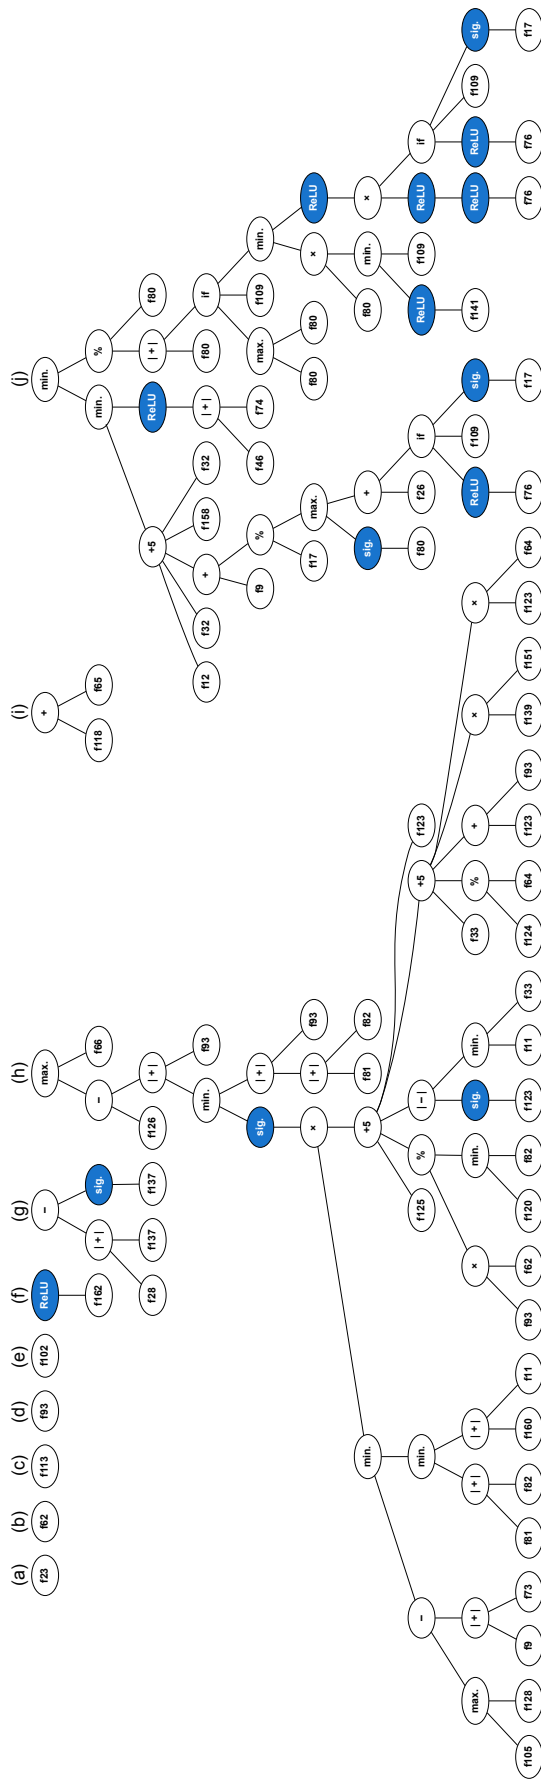 (a) (b) (c) (d) (e) (f) (g) (h) (i) (j)
f23 f62 f113 f93 f102 ReLU − max. + min.
f162 |+| sig. − f66 f118 f65 min. %
f28 f137 f137 f126 |+| +5 ReLU |+| f80
min. f93 f12 f32 + f158 f32 |+| f80 if
sig. |+| f9 % f46 f74 max. f109 min.
× |+| f93 f17 max. f80 f80 × ReLU
min. +5 f81 f82 sig. + f80 min. ×
− min. f125 % |−| +5 f123 f80 f26 if ReLU f109 ReLU if
max. |+| |+| |+| × min. sig. min. f33 % + × × ReLU f109 sig. f141 ReLU ReLU f109 sig.
f105 f128 f9 f73 f81 f82 f160 f11 f93 f62 f120 f82 f123 f11 f33 f124 f64 f123 f93 f139 f151 f123 f64 f76 f17 f76 f76 f17